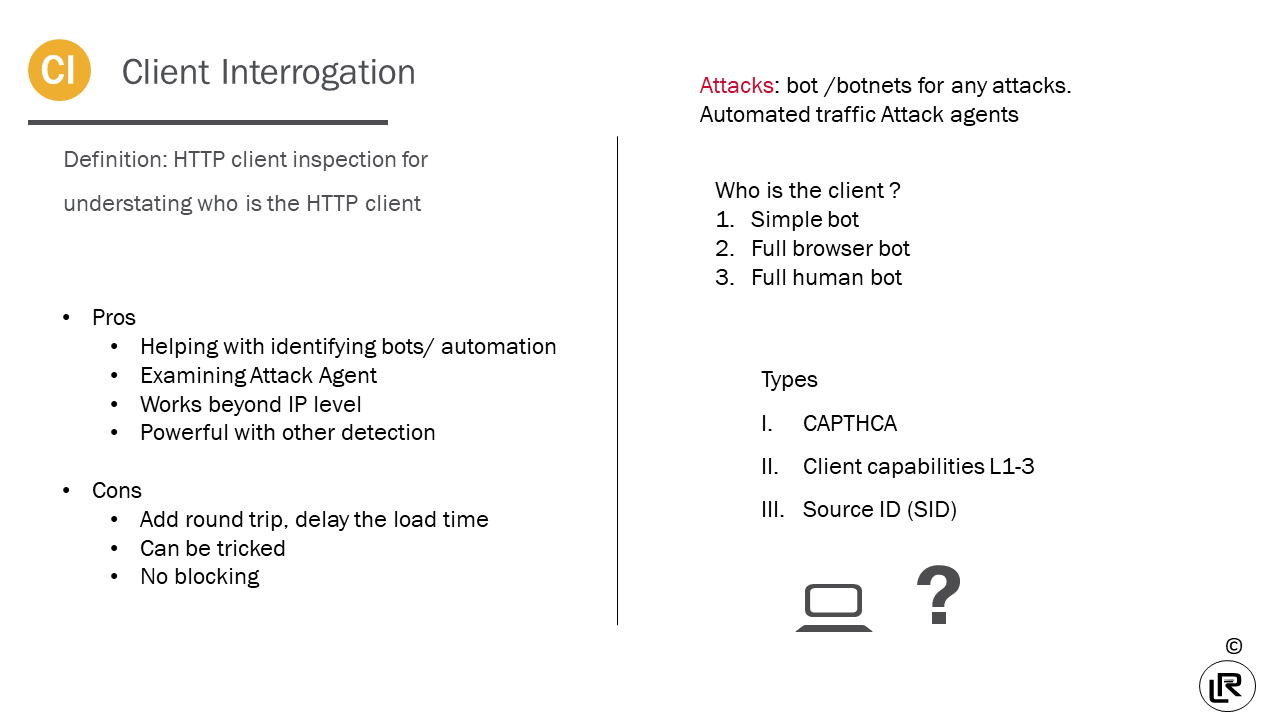 CI
Client Interrogation
Definition: HTTP client inspection for
understating who is the HTTP client
• Pros
• Helping with identifying bots/ automation
• Examining Attack Agent
• Works beyond IP level
• Powerful with other detection
• Cons
• Add round trip, delay the load time
• Can be tricked
• No blocking
Attacks: bot /botnets for any attacks.
Automated traffic Attack agents
Who is the client ?
1. Simple bot
2. Full browser bot
3. Full human bot
Types
I. CAPTHCA
II. Client capabilities L1-3
III. Source ID (SID)
?
©
LR